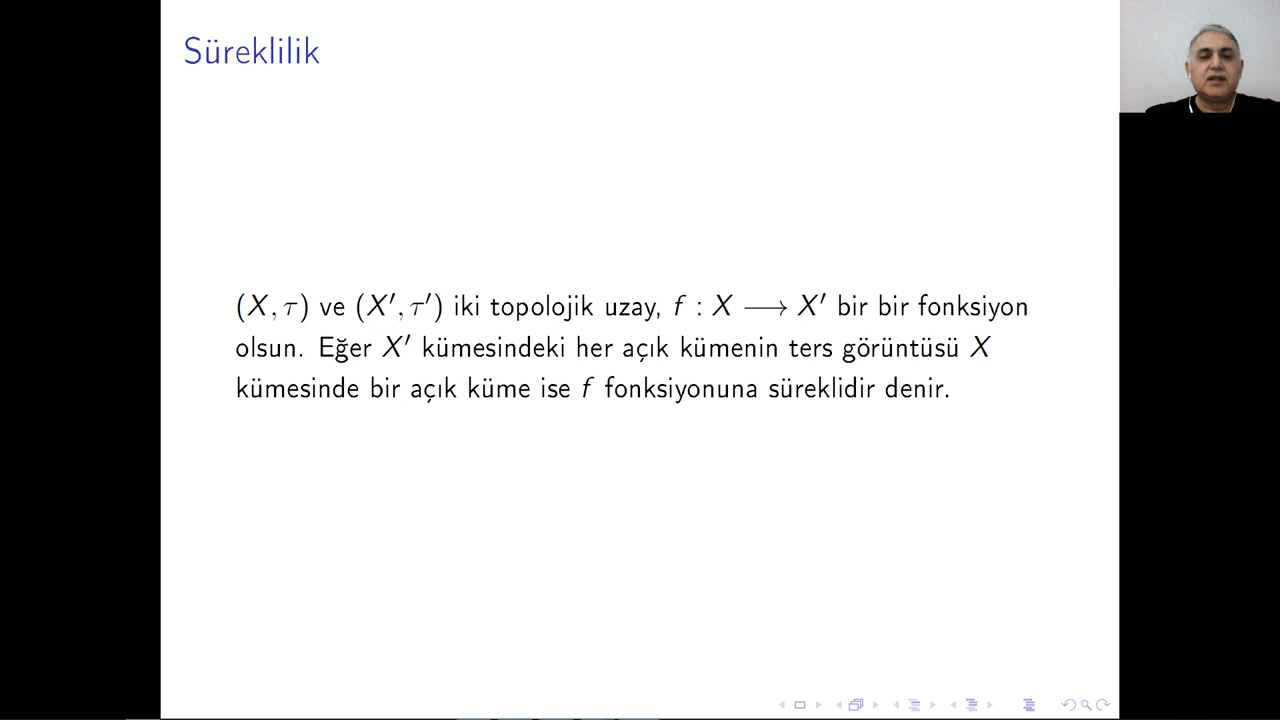 Süreklilik
(X, τ) ve (X′, τ′) iki topolojik uzay, f : X ⟶ X′ bir bir fonksiyon
olsun. Eğer X′ kümesindeki her açık kümenin ters görüntüsü X
kümesinde bir açık küme ise f fonksiyonuna süreklidir denir.